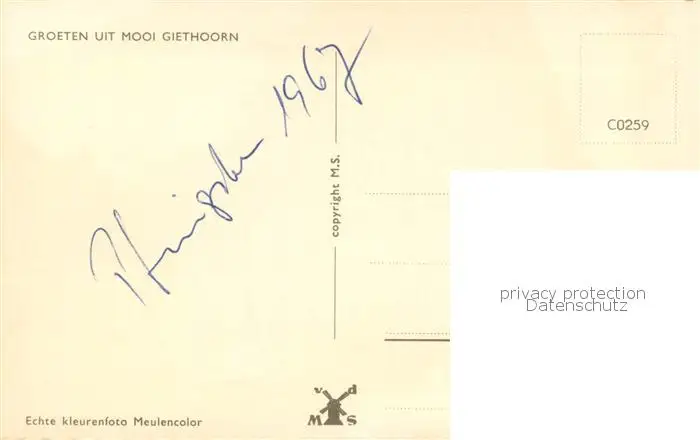 GROETEN UIT MOOI GIETHOORN
Pfingsten 1967
C0259
copyright M.S.
privacy protection
Datenschutz
v d
M S
Echte kleurenfoto Meulencolor